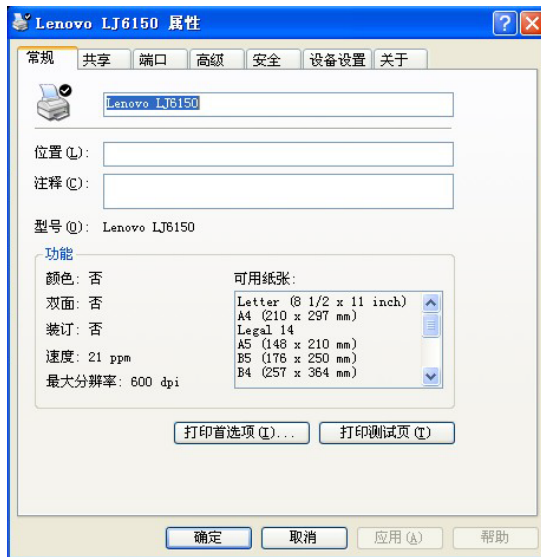 Lenovo LJ6150 属性
常规 共享 端口 高级 安全 设备设置 关于
Lenovo LJ6150
位置(L):
注释(C):
型号(O): Lenovo LJ6150
功能
颜色: 否
双面: 否
装订: 否
速度: 21 ppm
最大分辨率: 600 dpi
可用纸张:
Letter (8 1/2 x 11 inch)
A4 (210 x 297 mm)
Legal 14
A5 (148 x 210 mm)
B5 (176 x 250 mm)
B4 (257 x 364 mm)
打印首选项(I)... 打印测试页(T)
确定 取消 应用(A) 帮助